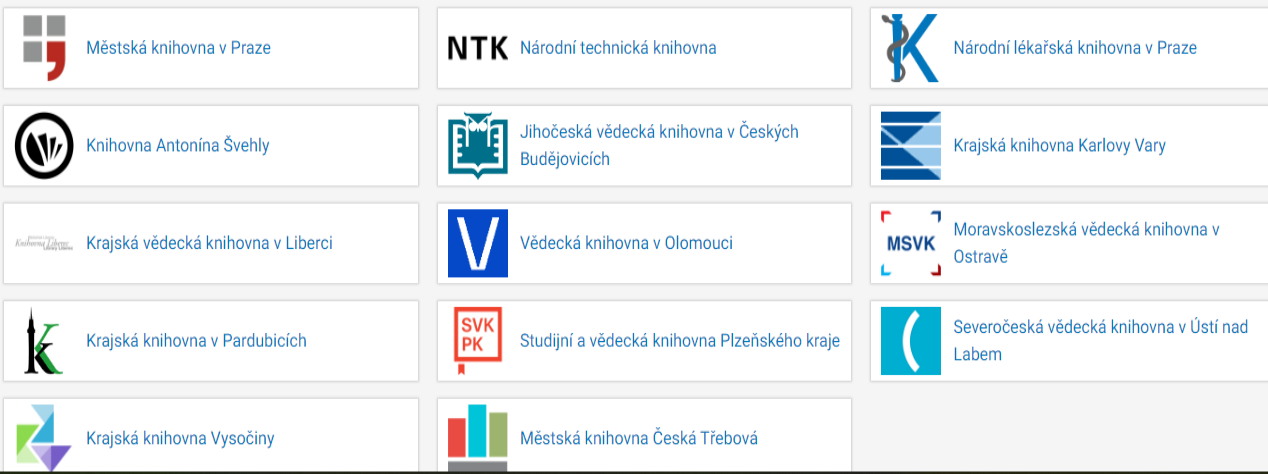 Městská knihovna v Praze
NTK
Národní technická knihovna
Národní lékařská knihovna v Praze
Knihovna Antonína Švehly
Jihočeská vědecká knihovna v Českých
Budějovicích
Krajská knihovna Karlovy Vary
Knihovna Liberec
Krajská vědecká knihovna v Liberci
Vědecká knihovna v Olomouci
MSVK
Moravskoslezská vědecká knihovna v
Ostravě
Krajská knihovna v Pardubicích
SVK
PK
Studijní a vědecká knihovna Plzeňského kraje
Severočeská vědecká knihovna v Ústí nad
Labem
Krajská knihovna Vysočiny
Městská knihovna Česká Třebová